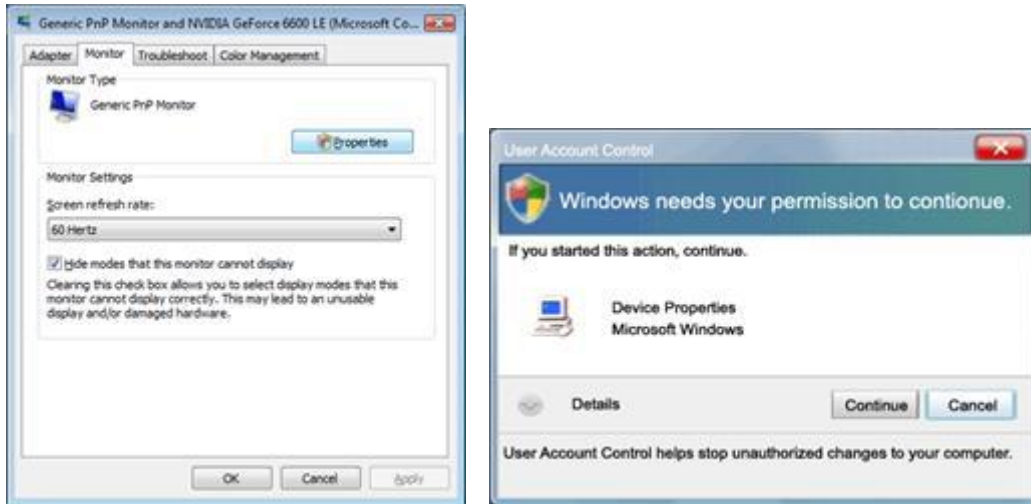 Generic PnP Monitor and NVIDIA GeForce 6600 LE (Microsoft Co...
Adapter Monitor Troubleshoot Color Management
Monitor Type
Generic PnP Monitor
Properties
Monitor Settings
Screen refresh rate:
60 Hertz
Hide modes that this monitor cannot display
Clearing this check box allows you to select display modes that this
monitor cannot display correctly. This may lead to an unusable
display and/or damaged hardware.
OK Cancel Apply
User Account Control
Windows needs your permission to contionue.
If you started this action, continue.
Device Properties
Microsoft Windows
Details Continue Cancel
User Account Control helps stop unauthorized changes to your computer.